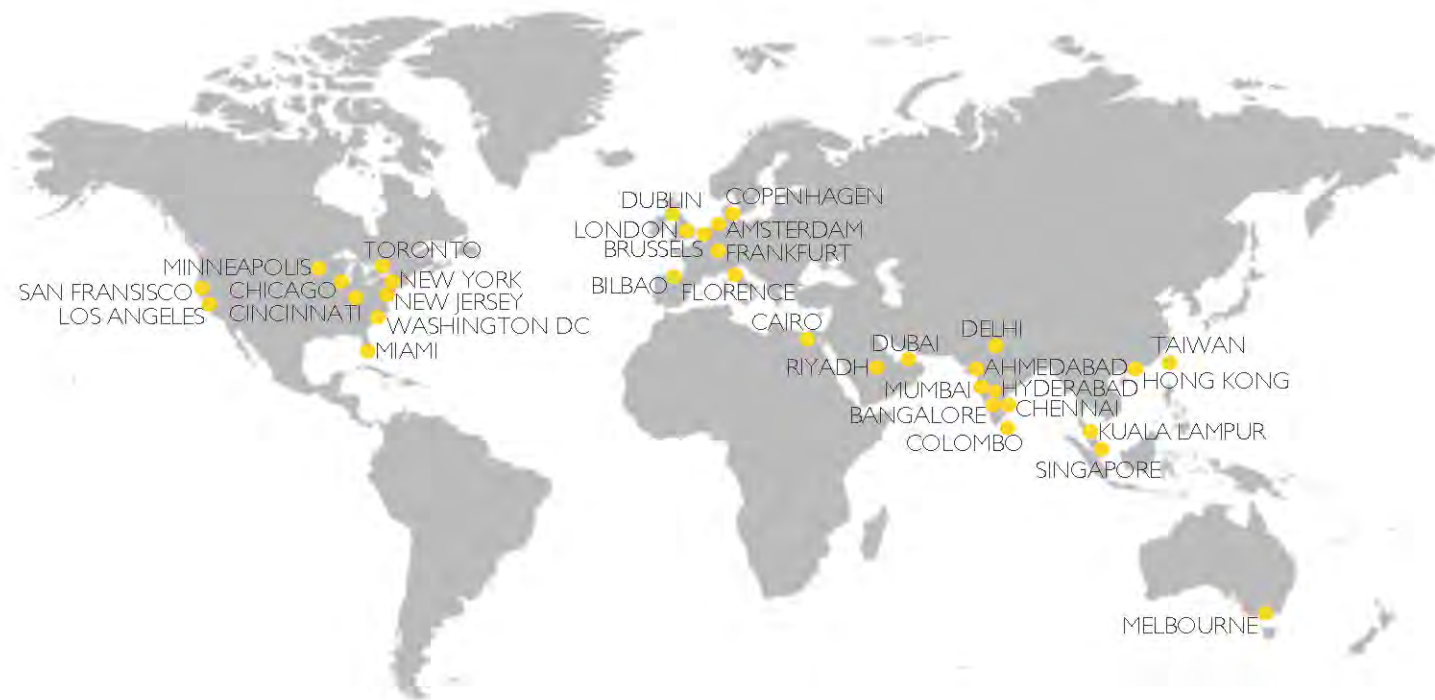 DUBLIN
COPENHAGEN
LONDON
AMSTERDAM
BRUSSELS
FRANKFURT
TORONTO
MINNEAPOLIS
NEW YORK
BILBAO
FLORENCE
SAN FRANSISCO
CHICAGO
NEW JERSEY
LOS ANGELES
CINCINNATI
WASHINGTON DC
CAIRO
DELHI
MIAMI
DUBAI
TAIWAN
RIYADH
AHMEDABAD
HONG KONG
MUMBAI
HYDERABAD
BANGALORE
CHENNAI
COLOMBO
KUALA LAMPUR
SINGAPORE
MELBOURNE